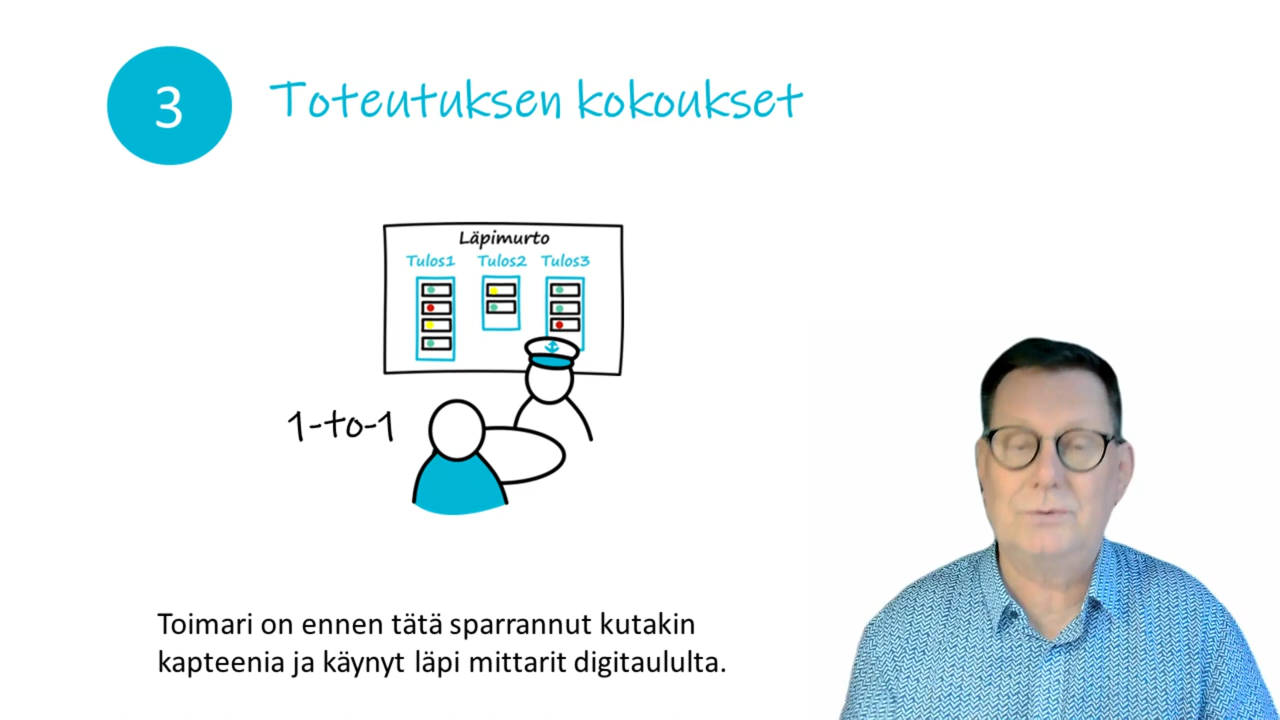 3
Toteutuksen kokoukset
Läpimurto
Tulos1 Tulos2 Tulos3
1-to-1
Toimari on ennen tätä sparrannut kutakin
kapteenia ja käynyt läpi mittarit digitaululta.